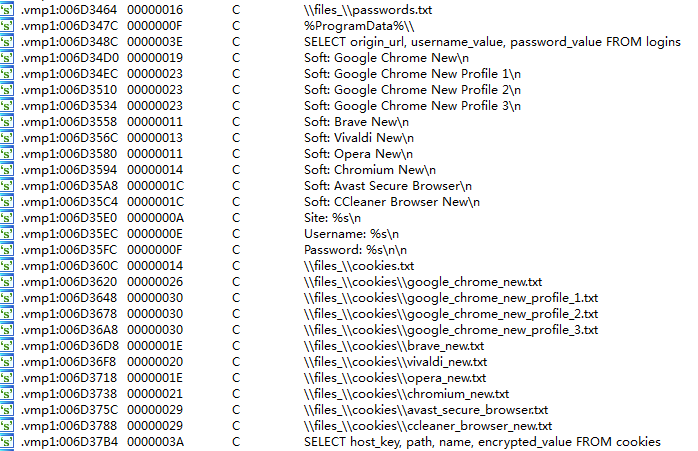 's' .vmp1:006D3464 00000016 C \\files_\\passwords.txt
's' .vmp1:006D347C 0000000F C %ProgramData%\\
's' .vmp1:006D348C 0000003E C SELECT origin_url, username_value, password_value FROM logins
's' .vmp1:006D34D0 00000019 C Soft: Google Chrome New\n
's' .vmp1:006D34EC 00000023 C Soft: Google Chrome New Profile 1\n
's' .vmp1:006D3510 00000023 C Soft: Google Chrome New Profile 2\n
's' .vmp1:006D3534 00000023 C Soft: Google Chrome New Profile 3\n
's' .vmp1:006D3558 00000011 C Soft: Brave New\n
's' .vmp1:006D356C 00000013 C Soft: Vivaldi New\n
's' .vmp1:006D3580 00000011 C Soft: Opera New\n
's' .vmp1:006D3594 00000014 C Soft: Chromium New\n
's' .vmp1:006D35A8 0000001C C Soft: Avast Secure Browser\n
's' .vmp1:006D35C4 0000001C C Soft: CCleaner Browser New\n
's' .vmp1:006D35E0 0000000A C Site: %s\n
's' .vmp1:006D35EC 0000000E C Username: %s\n
's' .vmp1:006D35FC 0000000F C Password: %s\n\n
's' .vmp1:006D360C 00000014 C \\files_\\cookies.txt
's' .vmp1:006D3620 00000026 C \\files_\\cookies\\google_chrome_new.txt
's' .vmp1:006D3648 00000030 C \\files_\\cookies\\google_chrome_new_profile_1.txt
's' .vmp1:006D3678 00000030 C \\files_\\cookies\\google_chrome_new_profile_2.txt
's' .vmp1:006D36A8 00000030 C \\files_\\cookies\\google_chrome_new_profile_3.txt
's' .vmp1:006D36D8 0000001E C \\files_\\cookies\\brave_new.txt
's' .vmp1:006D36F8 00000020 C \\files_\\cookies\\vivaldi_new.txt
's' .vmp1:006D3718 0000001E C \\files_\\cookies\\opera_new.txt
's' .vmp1:006D3738 00000021 C \\files_\\cookies\\chromium_new.txt
's' .vmp1:006D375C 00000029 C \\files_\\cookies\\avast_secure_browser.txt
's' .vmp1:006D3788 00000029 C \\files_\\cookies\\ccleaner_browser_new.txt
's' .vmp1:006D37B4 0000003A C SELECT host_key, path, name, encrypted_value FROM cookies